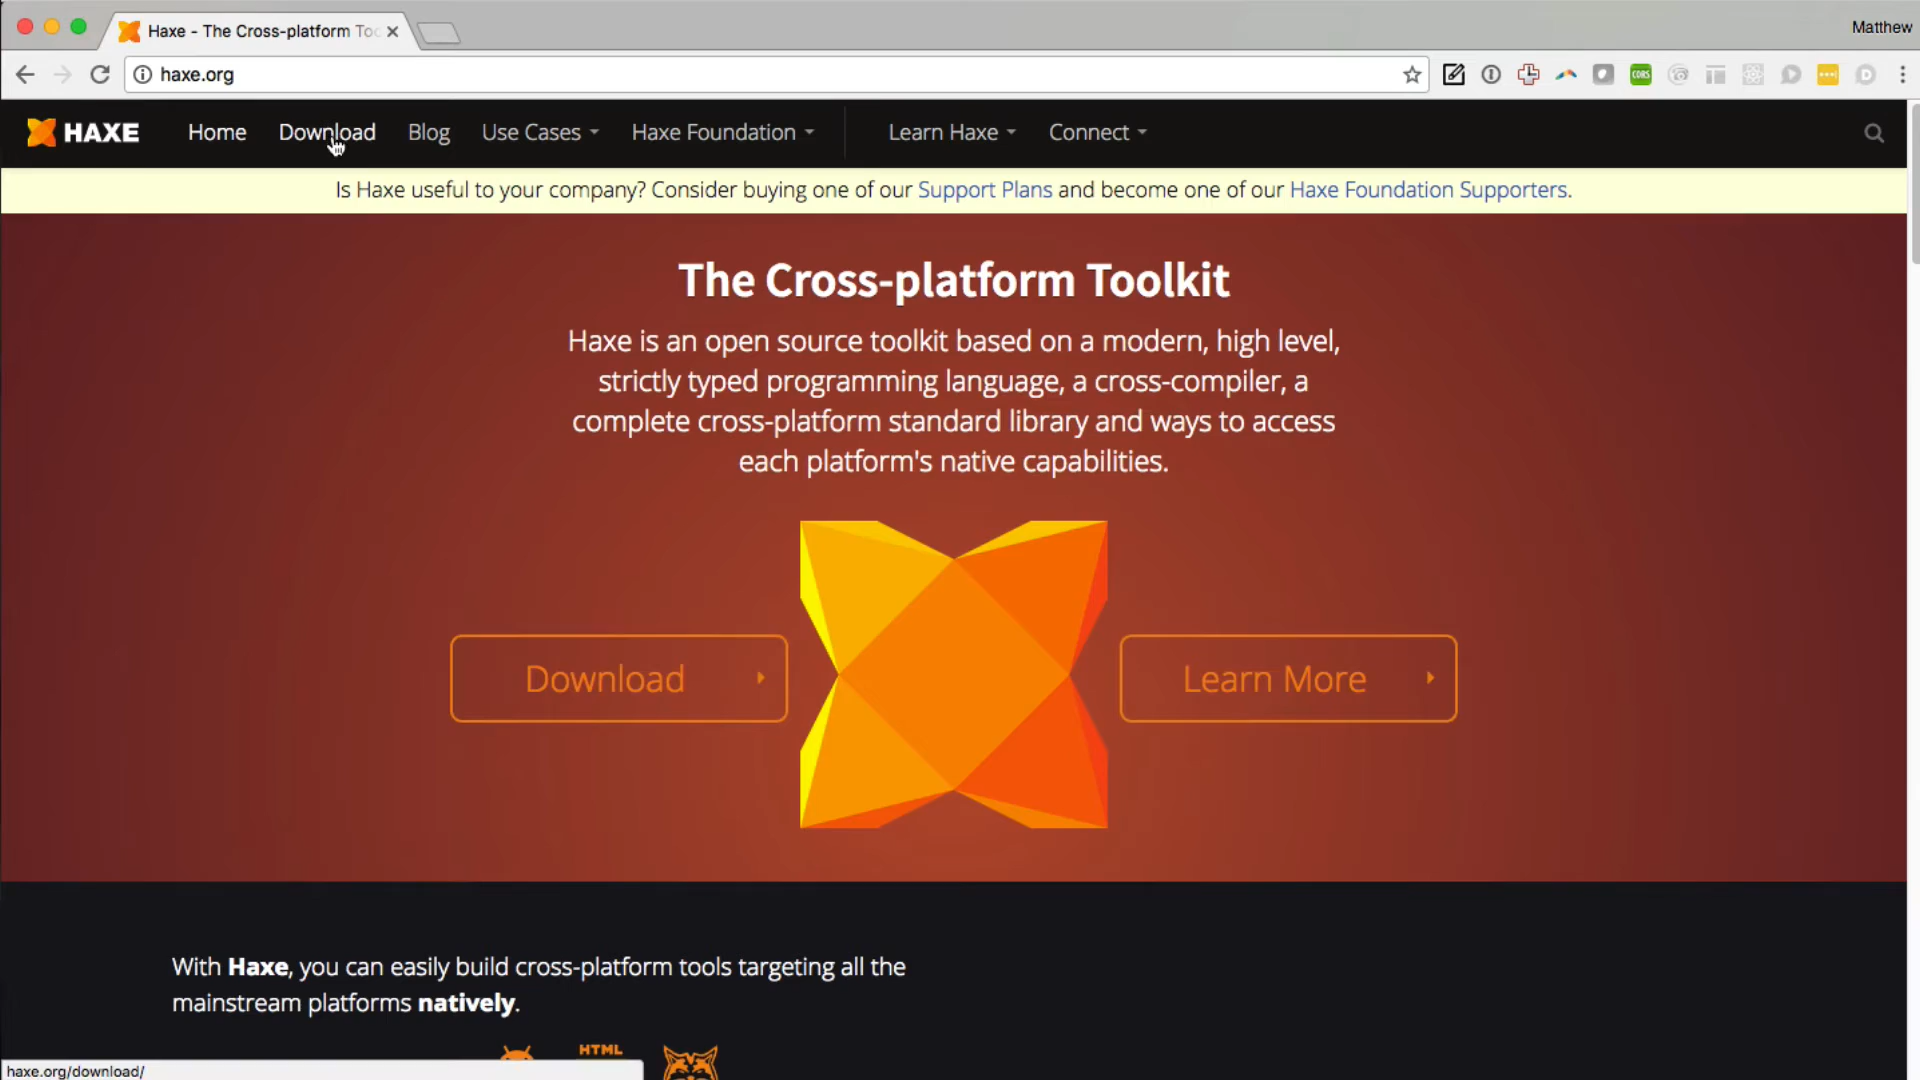 Haxe - The Cross-platform Too
Matthew
haxe.org
CORS
HAXE
Home
Download
Blog
Use Cases
Haxe Foundation
Learn Haxe
Connect
Is Haxe useful to your company? Consider buying one of our Support Plans and become one of our Haxe Foundation Supporters.
The Cross-platform Toolkit
Haxe is an open source toolkit based on a modern, high level,
strictly typed programming language, a cross-compiler, a
complete cross-platform standard library and ways to access
each platform's native capabilities.
Download
Learn More
With Haxe, you can easily build cross-platform tools targeting all the
mainstream platforms natively.
HTML
haxe.org/download/